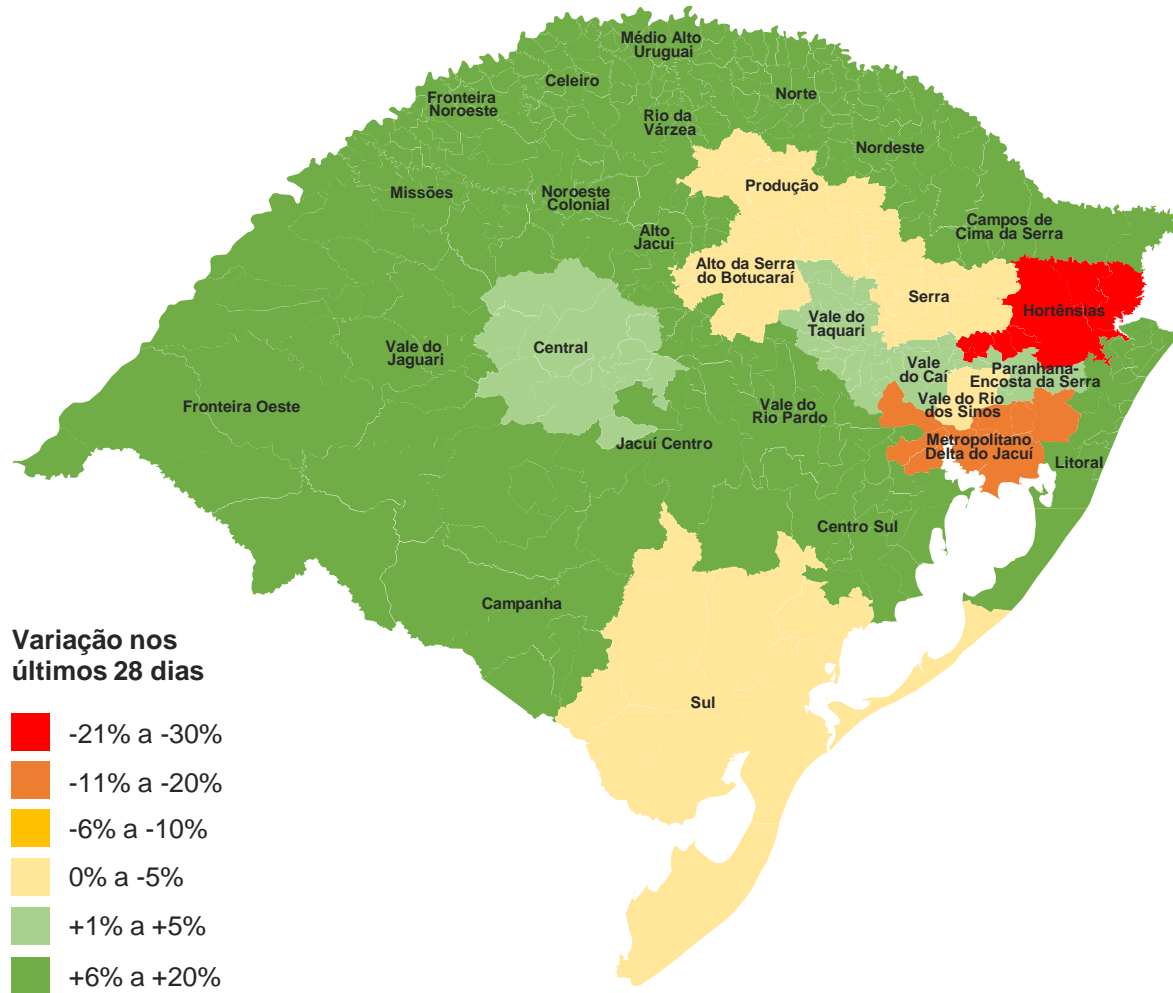 Médio Alto
Uruguai
Celeiro
Norte
Fronteira
Noroeste
Rio da
Várzea
Nordeste
Produção
Missões
Noroeste
Colonial
Campos de
Cima da Serra
Alto
Jacuí
Alto da Serra
do Botucaraí
Serra
Hortênsias
Vale do
Taquari
Central
Vale do
Jaguari
Vale
do Caí
Paranhana-
Encosta da Serra
Fronteira Oeste
Vale do
Rio Pardo
Vale do Rio
dos Sinos
Jacuí Centro
Metropolitano
Delta do Jacuí
Litoral
Centro Sul
Campanha
Sul
Variação nos
últimos 28 dias
-21% a -30%
-11% a -20%
-6% a -10%
0% a -5%
+1% a +5%
+6% a +20%